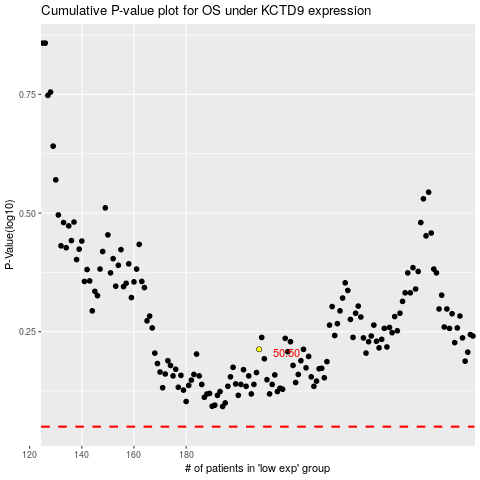 Cumulative P-value plot for OS under KCTD9 expression
P-Value(log10)
0.75
0.50
0.25
50:50
120
140
160
180
# of patients in 'low exp' group